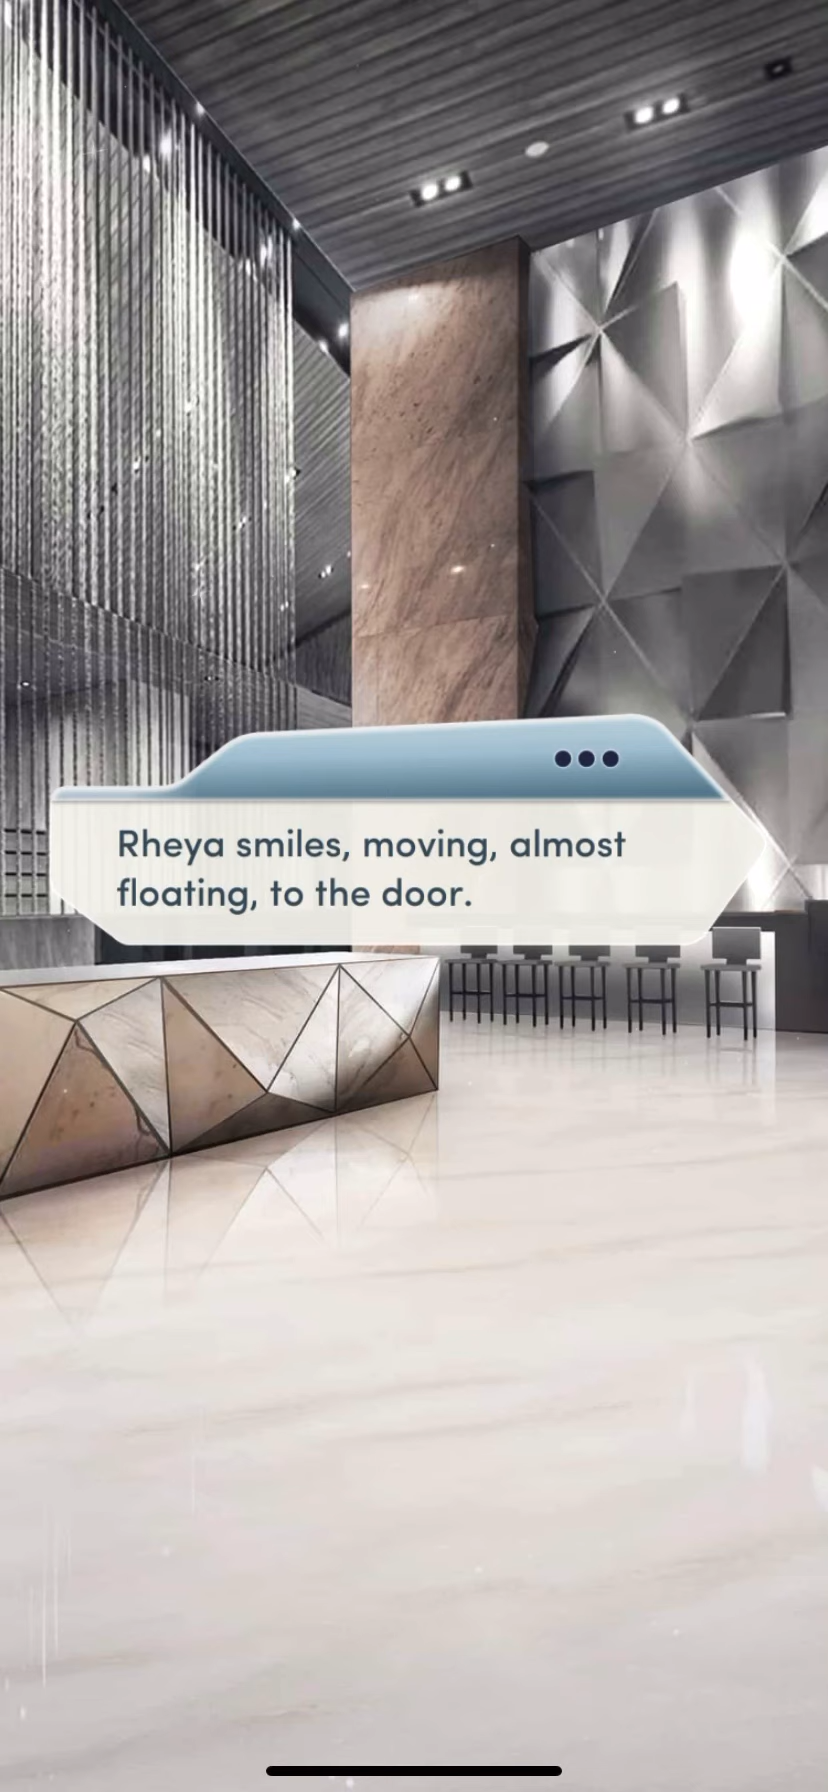 Rheya smiles, moving, almost
floating, to the door.